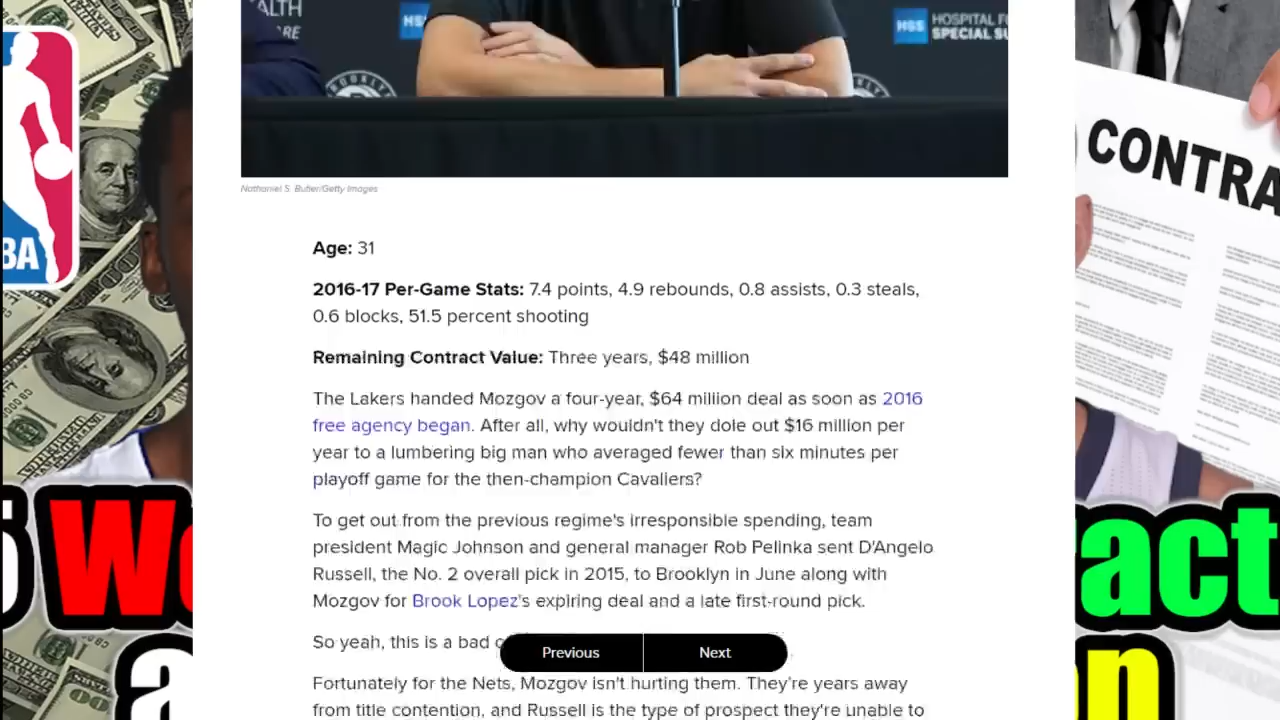 HOSPITAL F
SPECIAL SU
HSS
CONTRA
BA
Nathaniel S. Butler/Getty Images
Age: 31
2016-17 Per-Game Stats: 7.4 points, 4.9 rebounds, 0.8 assists, 0.3 steals,
0.6 blocks, 51.5 percent shooting
Remaining Contract Value: Three years, $48 million
The Lakers handed Mozgov a four-year, $64 million deal as soon as 2016
free agency began. After all, why wouldn't they dole out $16 million per
year to a lumbering big man who averaged fewer than six minutes per
playoff game for the then-champion Cavaliers?
To get out from the previous regime's irresponsible spending, team
president Magic Johnson and general manager Rob Pelinka sent D'Angelo
Russell, the No. 2 overall pick in 2015, to Brooklyn in June along with
Mozgov for Brook Lopez's expiring deal and a late first-round pick.
So yeah, this is a bad
Previous
Next
Fortunately for the Nets, Mozgov isn't hurting them. They're years away
from title contention, and Russell is the type of prospect they're unable to
act